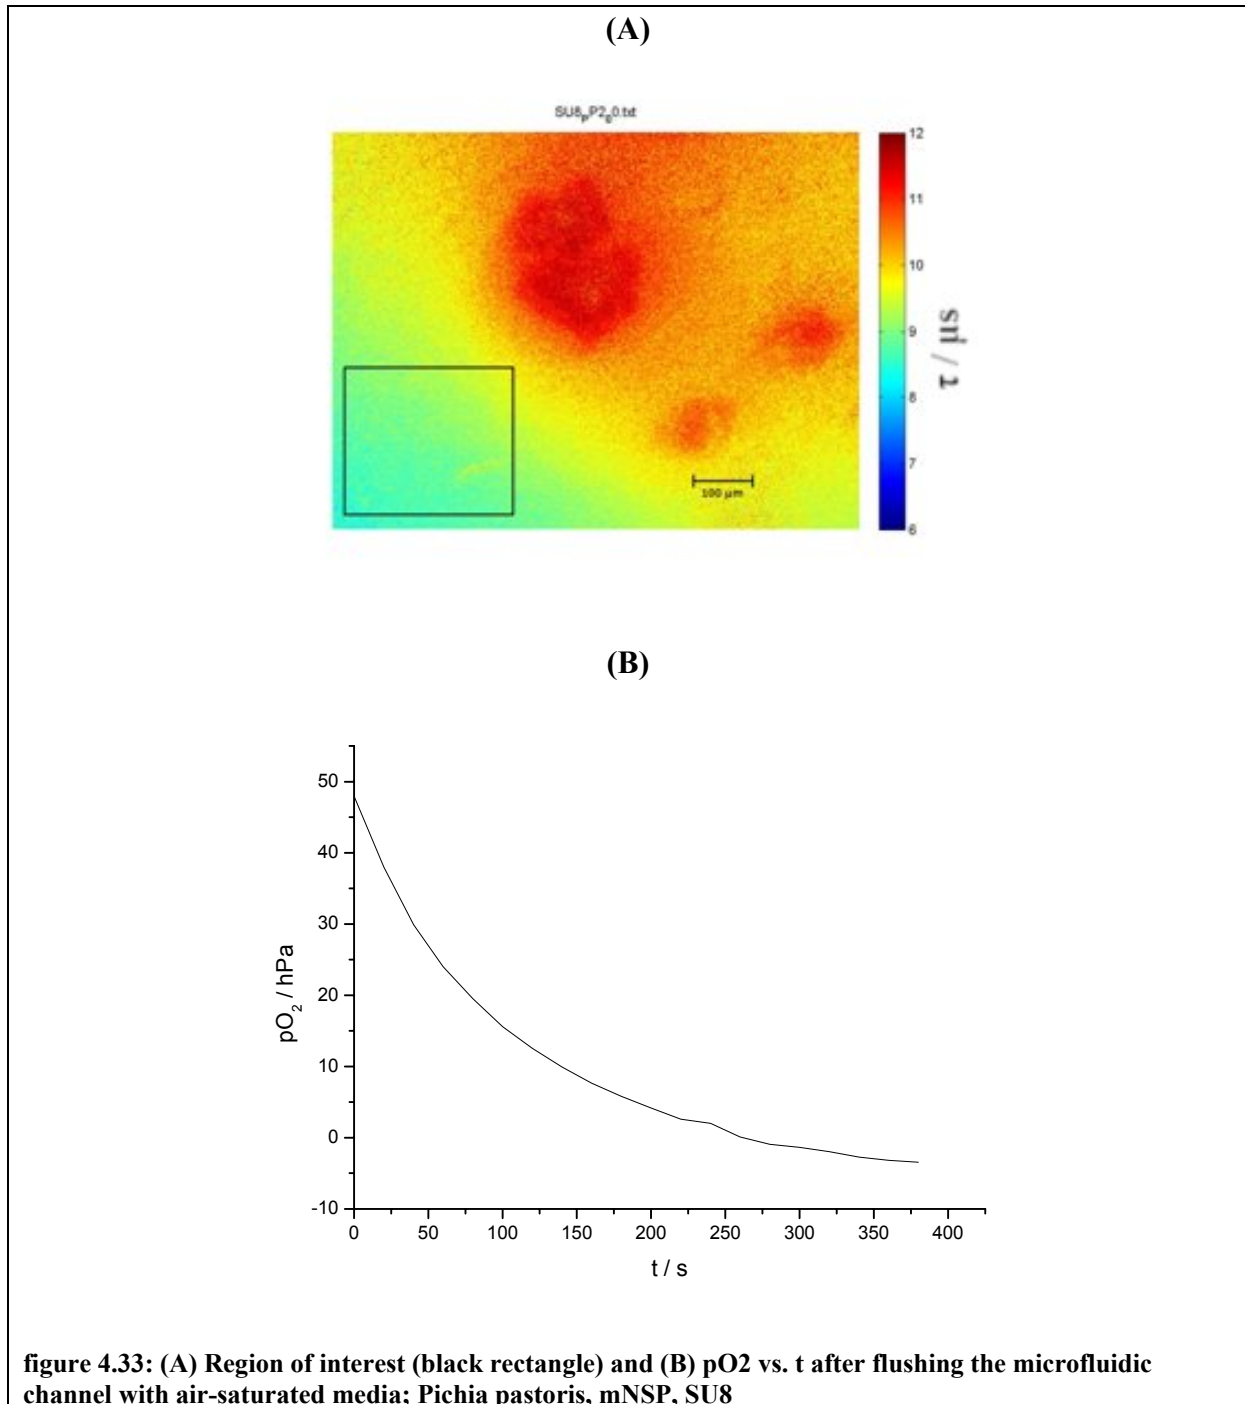 (A)
SU8pP2g0.txt
12
11
10
9
8
7
6
τ / µs
100 µm
(B)
50
40
30
20
10
0
-10
pO2 / hPa
0 50 100 150 200 250 300 350 400
t / s
figure 4.33: (A) Region of interest (black rectangle) and (B) pO2 vs. t after flushing the microfluidic
channel with air-saturated media; Pichia pastoris, mNSP, SU8